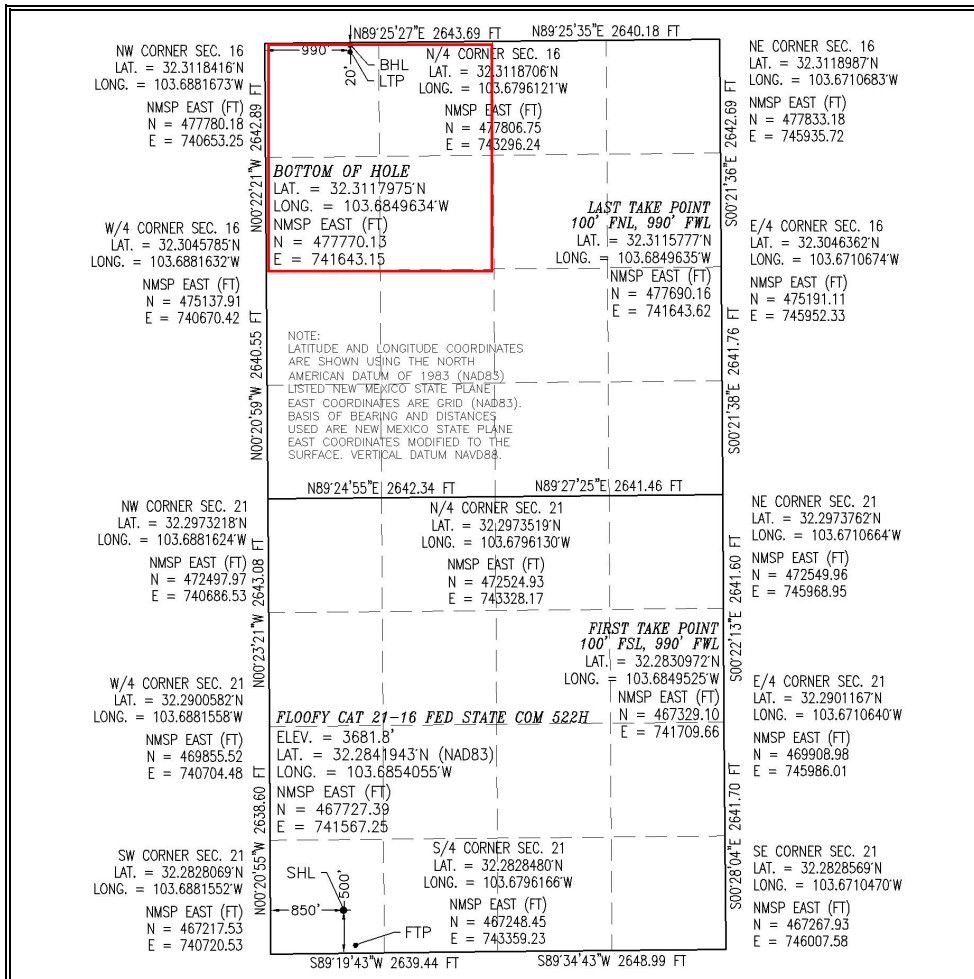 N89°25'27"E 2643.69 FT
N89°25'35"E 2640.18 FT
NW CORNER SEC. 16
LAT. = 32.3118416°N
LONG. = 103.6881673°W
NMSP EAST (FT)
N = 477780.18
E = 740653.25
990'
20'
BHL
LTP
N/4 CORNER SEC. 16
LAT. = 32.3118706°N
LONG. = 103.6796121°W
NMSP EAST (FT)
N = 477806.75
E = 743296.24
NE CORNER SEC. 16
LAT. = 32.3118987°N
LONG. = 103.6710683°W
NMSP EAST (FT)
N = 477833.18
E = 745935.72
N00°22'21"W 2642.89 FT
S00°21'36"E 2642.69 FT
BOTTOM OF HOLE
LAT. = 32.3117975°N
LONG. = 103.6849634°W
NMSP EAST (FT)
N = 477770.13
E = 741643.15
LAST TAKE POINT
100' FNL, 990' FWL
LAT. = 32.3115777°N
LONG. = 103.6849635°W
NMSP EAST (FT)
N = 477690.16
E = 741643.62
W/4 CORNER SEC. 16
LAT. = 32.3045785°N
LONG. = 103.6881632°W
NMSP EAST (FT)
N = 475137.91
E = 740670.42
E/4 CORNER SEC. 16
LAT. = 32.3046362°N
LONG. = 103.6710674°W
NMSP EAST (FT)
N = 475191.11
E = 745952.33
N00°20'59"W 2640.55 FT
S00°21'38"E 2641.76 FT
NOTE:
LATITUDE AND LONGITUDE COORDINATES
ARE SHOWN USING THE NORTH
AMERICAN DATUM OF 1983 (NAD83)
LISTED NEW MEXICO STATE PLANE
EAST COORDINATES ARE GRID (NAD83).
BASIS OF BEARING AND DISTANCES
USED ARE NEW MEXICO STATE PLANE
EAST COORDINATES MODIFIED TO THE
SURFACE. VERTICAL DATUM NAVD88.
N89°24'55"E 2642.34 FT
N89°27'25"E 2641.46 FT
NW CORNER SEC. 21
LAT. = 32.2973218°N
LONG. = 103.6881624°W
NMSP EAST (FT)
N = 472497.97
E = 740686.53
N/4 CORNER SEC. 21
LAT. = 32.2973519°N
LONG. = 103.6796130°W
NMSP EAST (FT)
N = 472524.93
E = 743328.17
NE CORNER SEC. 21
LAT. = 32.2973762°N
LONG. = 103.6710664°W
NMSP EAST (FT)
N = 472549.96
E = 745968.95
N00°23'21"W 2643.08 FT
S00°22'13"E 2641.60 FT
FIRST TAKE POINT
100' FSL, 990' FWL
LAT. = 32.2830972°N
LONG. = 103.6849525°W
NMSP EAST (FT)
N = 467329.10
E = 741709.66
W/4 CORNER SEC. 21
LAT. = 32.2900582°N
LONG. = 103.6881558°W
NMSP EAST (FT)
N = 469855.52
E = 740704.48
E/4 CORNER SEC. 21
LAT. = 32.2901167°N
LONG. = 103.6710640°W
NMSP EAST (FT)
N = 469908.98
E = 745986.01
FLOOFY CAT 21-16 FED STATE COM 522H
ELEV. = 3681.8'
LAT. = 32.2841943°N (NAD83)
LONG. = 103.6854055°W
NMSP EAST (FT)
N = 467727.39
E = 741567.25
N00°20'55"W 2638.60 FT
S00°28'04"E 2641.70 FT
SW CORNER SEC. 21
LAT. = 32.2828069°N
LONG. = 103.6881552°W
NMSP EAST (FT)
N = 467217.53
E = 740720.53
SHL
850'
500'
FTP
S/4 CORNER SEC. 21
LAT. = 32.2828480°N
LONG. = 103.6796166°W
NMSP EAST (FT)
N = 467248.45
E = 743359.23
SE CORNER SEC. 21
LAT. = 32.2828569°N
LONG. = 103.6710470°W
NMSP EAST (FT)
N = 467267.93
E = 746007.58
S89°19'43"W 2639.44 FT
S89°34'43"W 2648.99 FT